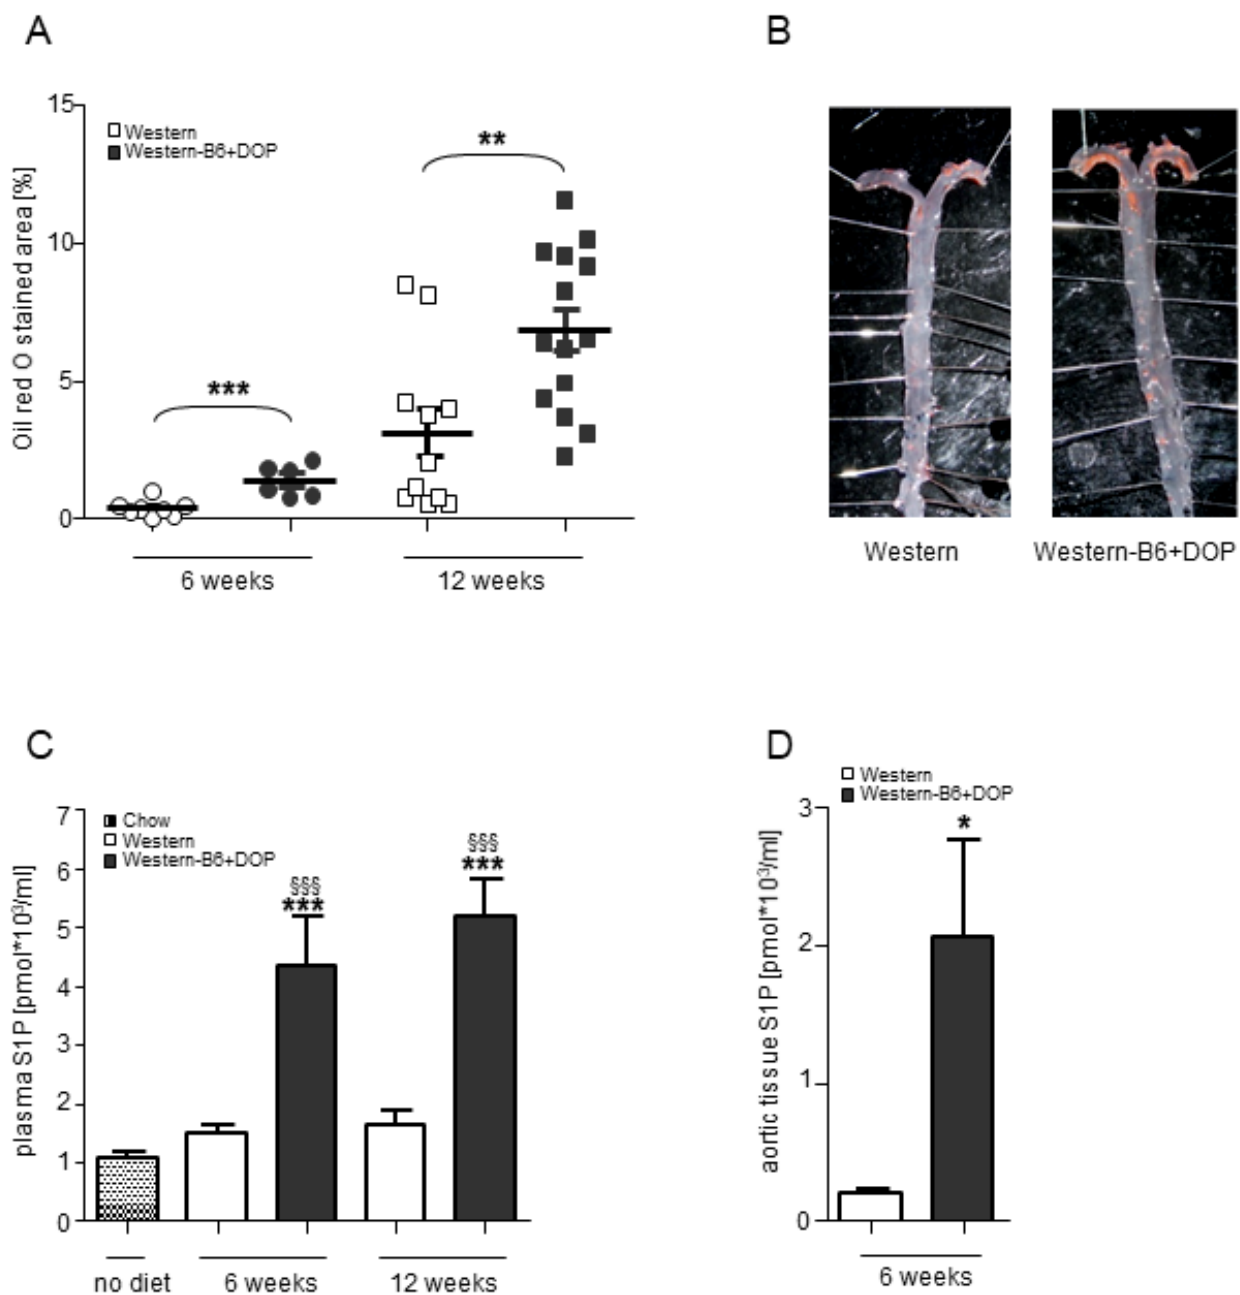 A
Oil red O stained area [%]
15
10
5
0
Western
Western-B6+DOP
***
**
6 weeks
12 weeks
B
Western
Western-B6+DOP
C
plasma S1P [pmol*10³/ml]
7
6
5
4
3
2
1
0
Chow
Western
Western-B6+DOP
§§§
***
§§§
***
no diet
6 weeks
12 weeks
D
Western
Western-B6+DOP
aortic tissue S1P [pmol*10³/ml]
3
2
1
0
*
6 weeks